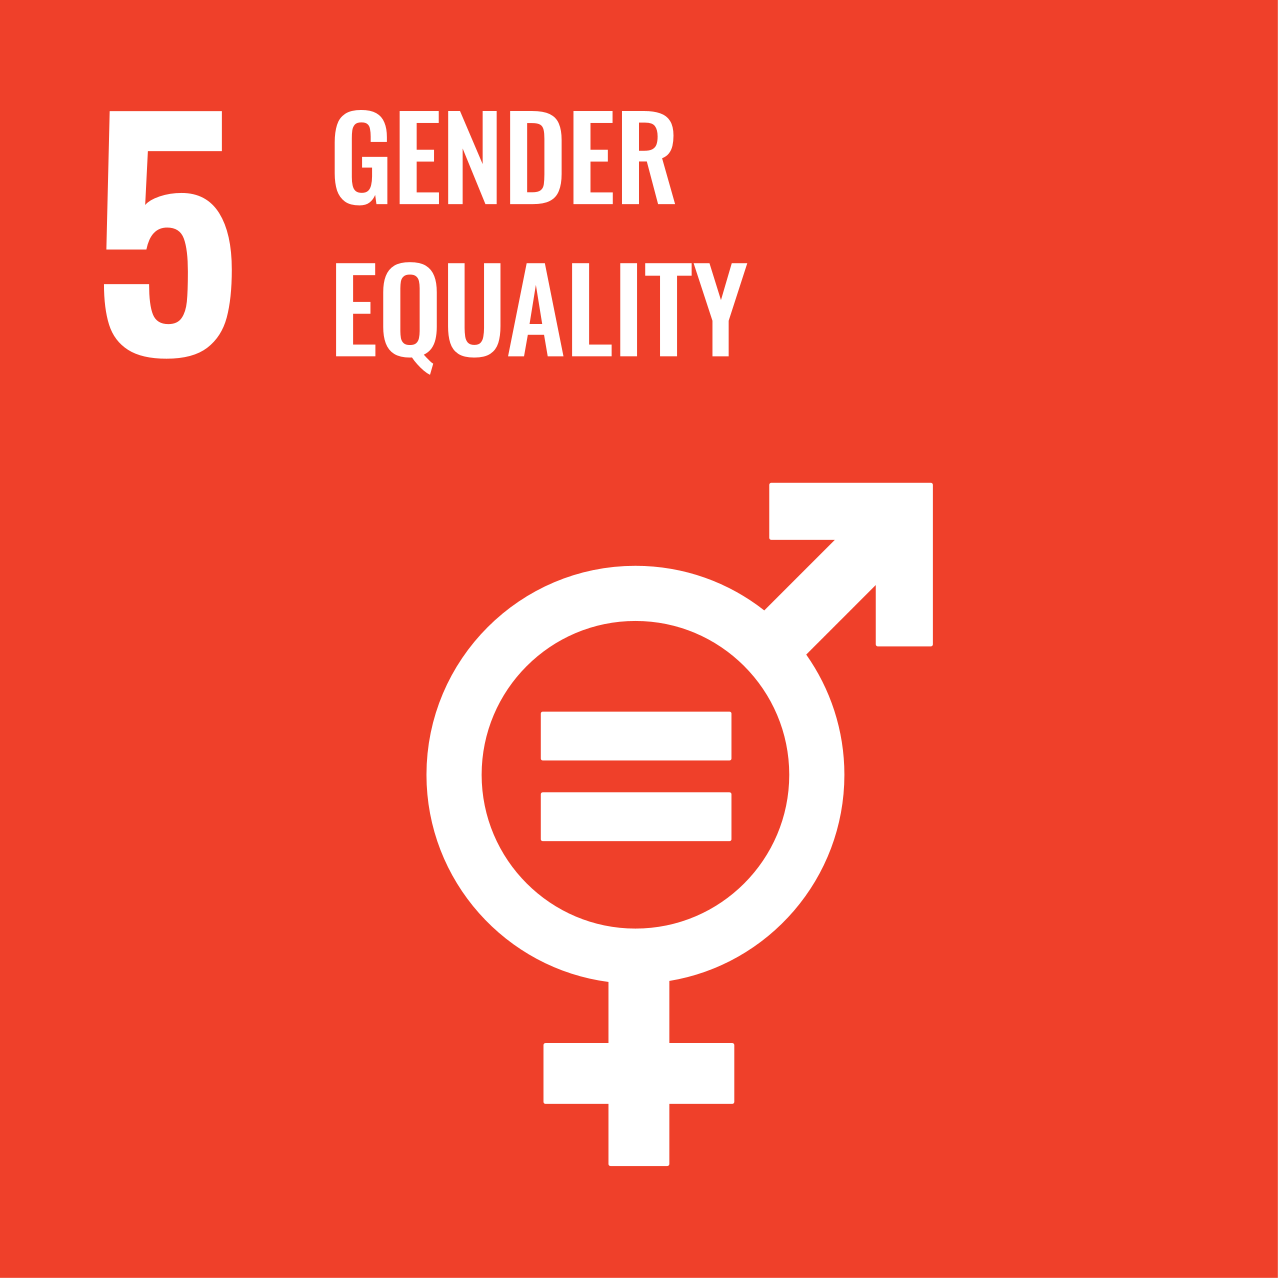 5
GENDER
EQUALITY
=